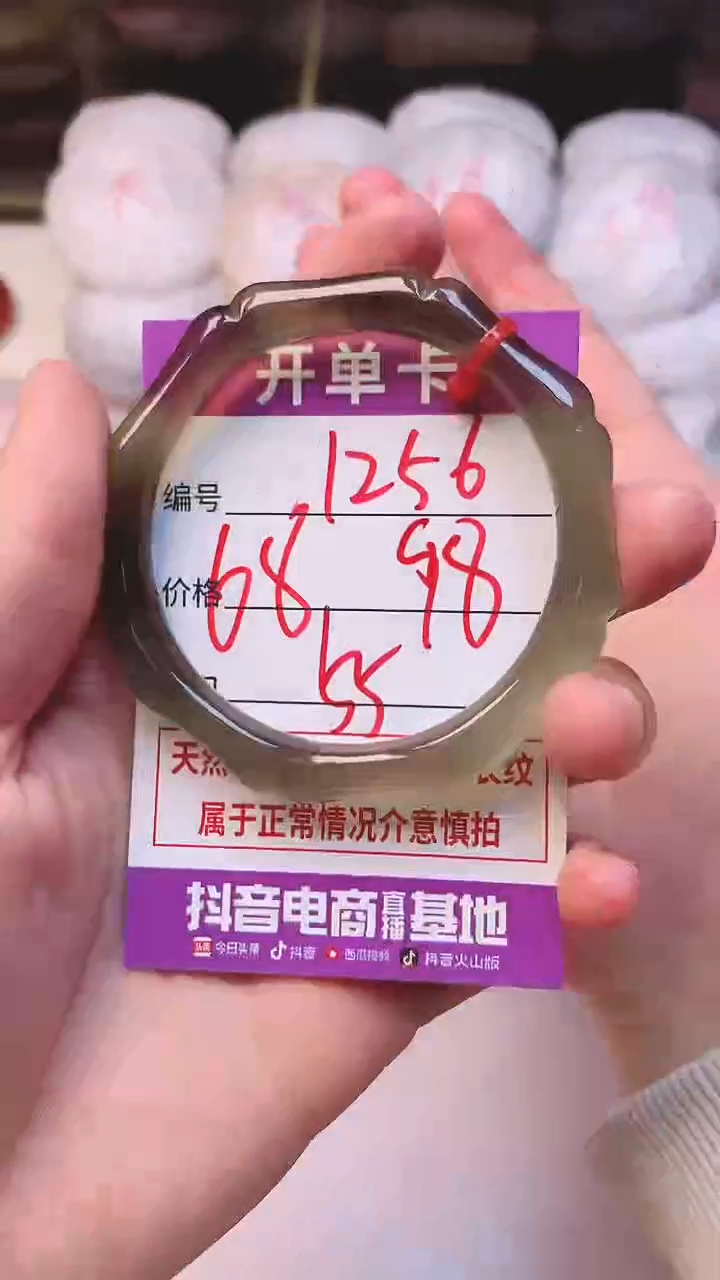 开单卡
编号 1256
价格 68 98
55
天然 纹
属于正常情况介意慎拍
抖音电商直播基地
今日头条 抖音 西瓜视频 抖音火山版